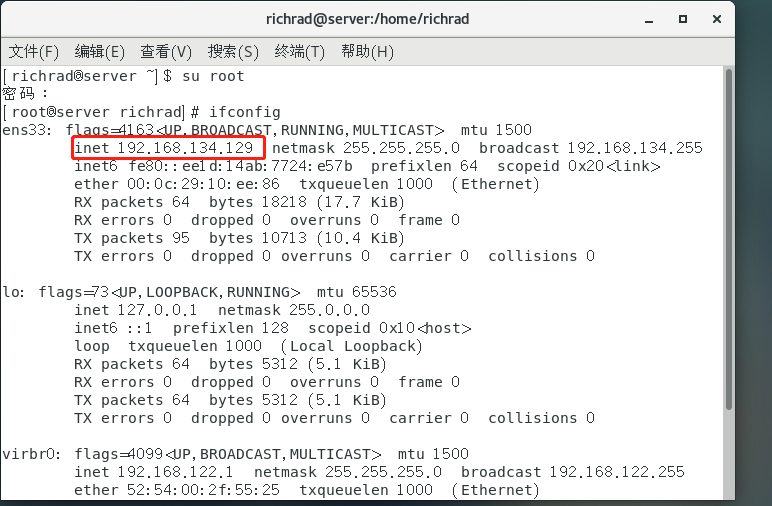 richrad@server:/home/richrad
文件(F) 编辑(E) 查看(V) 搜索(S) 终端(T) 帮助(H)
[richrad@server ~]$ su root
密码：
[root@server richrad]# ifconfig
ens33: flags=4163<UP,BROADCAST,RUNNING,MULTICAST>  mtu 1500
        inet 192.168.134.129  netmask 255.255.255.0  broadcast 192.168.134.255
        inet6 fe80::ee1d:14ab:7724:e57b  prefixlen 64  scopeid 0x20<link>
        ether 00:0c:29:10:ee:86  txqueuelen 1000  (Ethernet)
        RX packets 64  bytes 18218 (17.7 KiB)
        RX errors 0  dropped 0  overruns 0  frame 0
        TX packets 95  bytes 10713 (10.4 KiB)
        TX errors 0  dropped 0 overruns 0  carrier 0  collisions 0
lo: flags=73<UP,LOOPBACK,RUNNING>  mtu 65536
        inet 127.0.0.1  netmask 255.0.0.0
        inet6 ::1  prefixlen 128  scopeid 0x10<host>
        loop  txqueuelen 1000  (Local Loopback)
        RX packets 64  bytes 5312 (5.1 KiB)
        RX errors 0  dropped 0  overruns 0  frame 0
        TX packets 64  bytes 5312 (5.1 KiB)
        TX errors 0  dropped 0 overruns 0  carrier 0  collisions 0
virbr0: flags=4099<UP,BROADCAST,MULTICAST>  mtu 1500
        inet 192.168.122.1  netmask 255.255.255.0  broadcast 192.168.122.255
        ether 52:54:00:2f:55:25  txqueuelen 1000  (Ethernet)